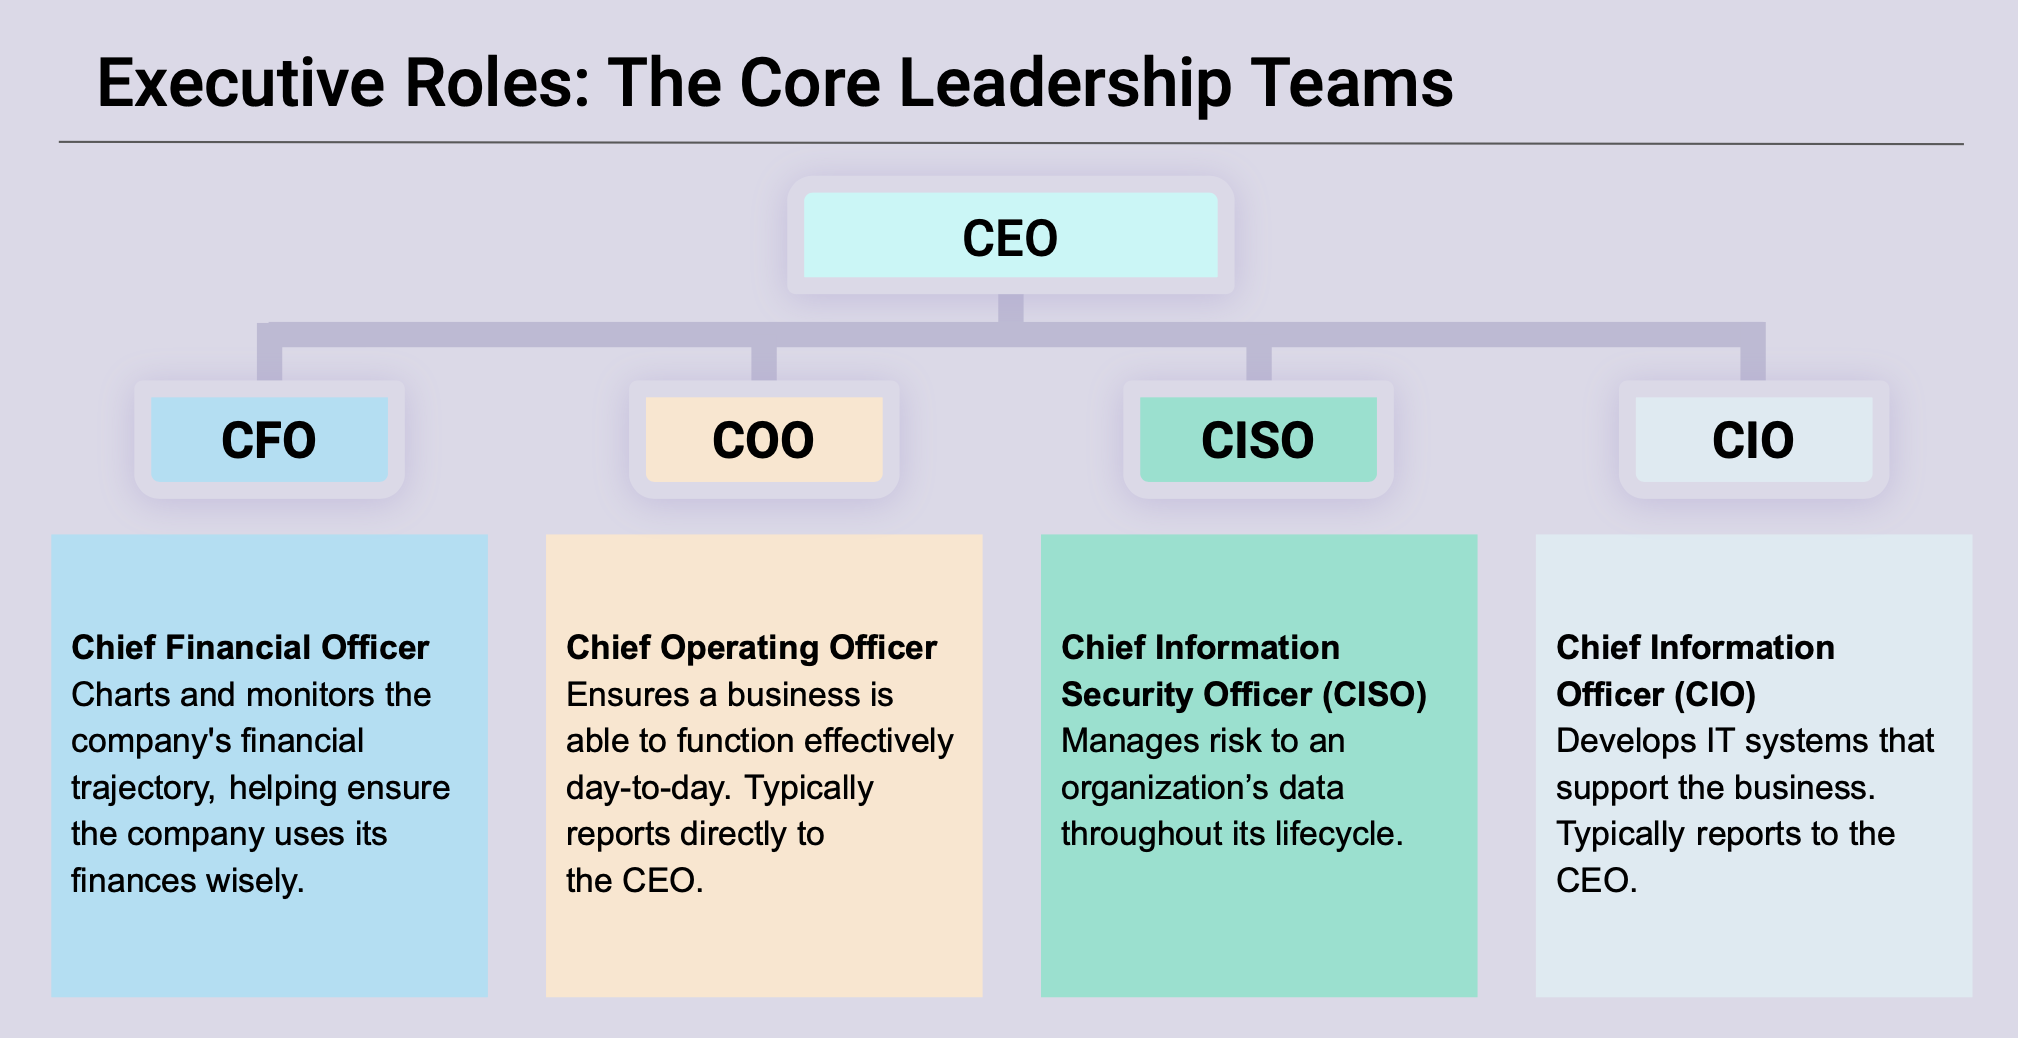 Executive Roles: The Core Leadership Teams
CEO
CFO
COO
CISO
CIO
Chief Financial Officer
Charts and monitors the
company's financial
trajectory, helping ensure
the company uses its
finances wisely.
Chief Operating Officer
Ensures a business is
able to function effectively
day-to-day. Typically
reports directly to
the CEO.
Chief Information
Security Officer (CISO)
Manages risk to an
organization’s data
throughout its lifecycle.
Chief Information
Officer (CIO)
Develops IT systems that
support the business.
Typically reports to the
CEO.